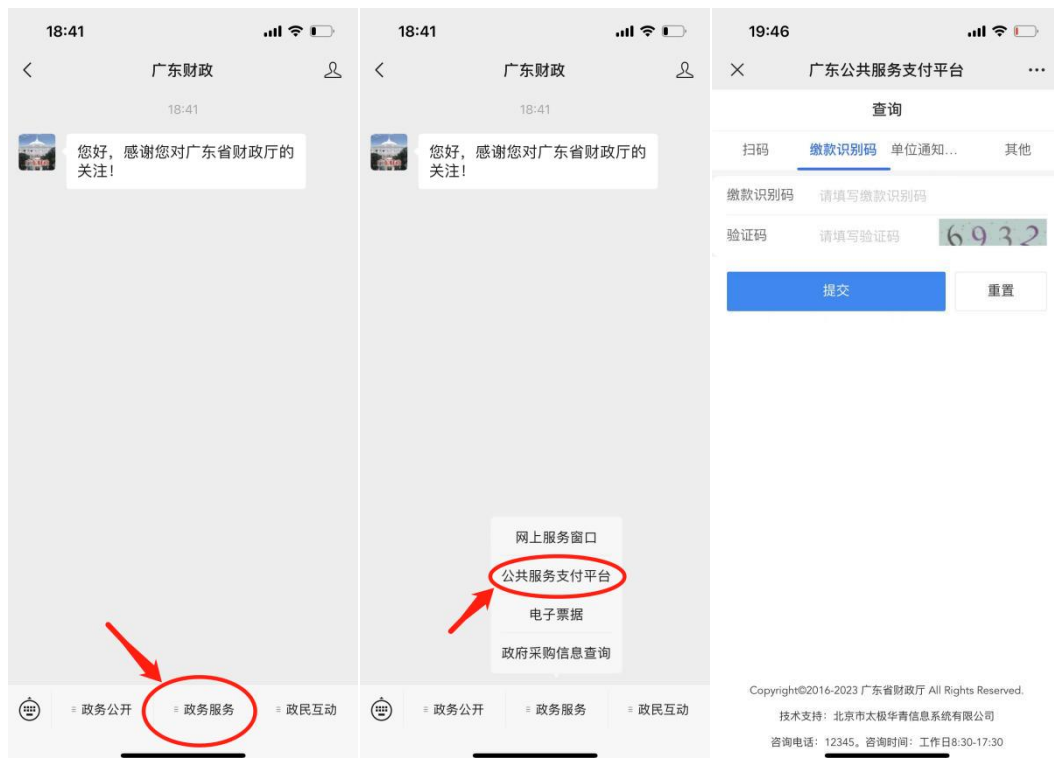 18:41
广东财政
18:41
您好，感谢您对广东省财政厅的
关注！
政务公开
政务服务
政民互动
18:41
广东财政
18:41
您好，感谢您对广东省财政厅的
关注！
网上服务窗口
公共服务支付平台
电子票据
政府采购信息查询
政务公开
政务服务
政民互动
19:46
广东公共服务支付平台
查询
扫码 缴款识别码 单位通知... 其他
缴款识别码 请填写缴款识别码
验证码 请填写验证码 6932
提交 重置
Copyright©2016-2023 广东省财政厅 All Rights Reserved.
技术支持：北京市太极华青信息系统有限公司
咨询电话：12345。咨询时间：工作日8:30-17:30